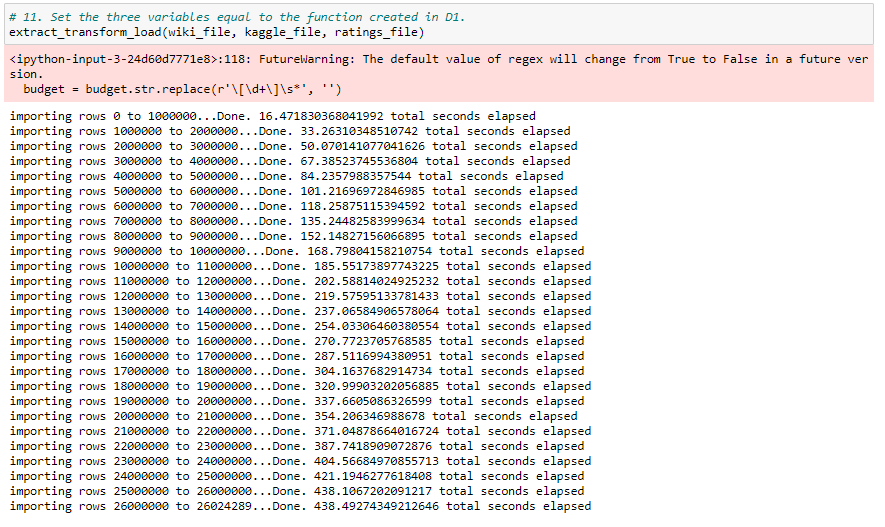 # 11. Set the three variables equal to the function created in D1.
extract_transform_load(wiki_file, kaggle_file, ratings_file)
<ipython-input-3-24d60d7771e8>:118: FutureWarning: The default value of regex will change from True to False in a future ver
sion.
  budget = budget.str.replace(r'\[\d+\]\s*', '')
importing rows 0 to 1000000...Done. 16.471830368041992 total seconds elapsed
importing rows 1000000 to 2000000...Done. 33.26310348510742 total seconds elapsed
importing rows 2000000 to 3000000...Done. 50.070141077041626 total seconds elapsed
importing rows 3000000 to 4000000...Done. 67.38523745536804 total seconds elapsed
importing rows 4000000 to 5000000...Done. 84.2357988357544 total seconds elapsed
importing rows 5000000 to 6000000...Done. 101.21696972846985 total seconds elapsed
importing rows 6000000 to 7000000...Done. 118.25875115394592 total seconds elapsed
importing rows 7000000 to 8000000...Done. 135.24482583999634 total seconds elapsed
importing rows 8000000 to 9000000...Done. 152.14827156066895 total seconds elapsed
importing rows 9000000 to 10000000...Done. 168.79804158210754 total seconds elapsed
importing rows 10000000 to 11000000...Done. 185.55173897743225 total seconds elapsed
importing rows 11000000 to 12000000...Done. 202.58814024925232 total seconds elapsed
importing rows 12000000 to 13000000...Done. 219.57595133781433 total seconds elapsed
importing rows 13000000 to 14000000...Done. 237.06584906578064 total seconds elapsed
importing rows 14000000 to 15000000...Done. 254.03306460380554 total seconds elapsed
importing rows 15000000 to 16000000...Done. 270.7723705768585 total seconds elapsed
importing rows 16000000 to 17000000...Done. 287.5116994380951 total seconds elapsed
importing rows 17000000 to 18000000...Done. 304.1637682914734 total seconds elapsed
importing rows 18000000 to 19000000...Done. 320.99903202056885 total seconds elapsed
importing rows 19000000 to 20000000...Done. 337.6605086326599 total seconds elapsed
importing rows 20000000 to 21000000...Done. 354.206346988678 total seconds elapsed
importing rows 21000000 to 22000000...Done. 371.04878664016724 total seconds elapsed
importing rows 22000000 to 23000000...Done. 387.7418909072876 total seconds elapsed
importing rows 23000000 to 24000000...Done. 404.56684970855713 total seconds elapsed
importing rows 24000000 to 25000000...Done. 421.1946277618408 total seconds elapsed
importing rows 25000000 to 26000000...Done. 438.1067202091217 total seconds elapsed
importing rows 26000000 to 26024289...Done. 438.49274349212646 total seconds elapsed